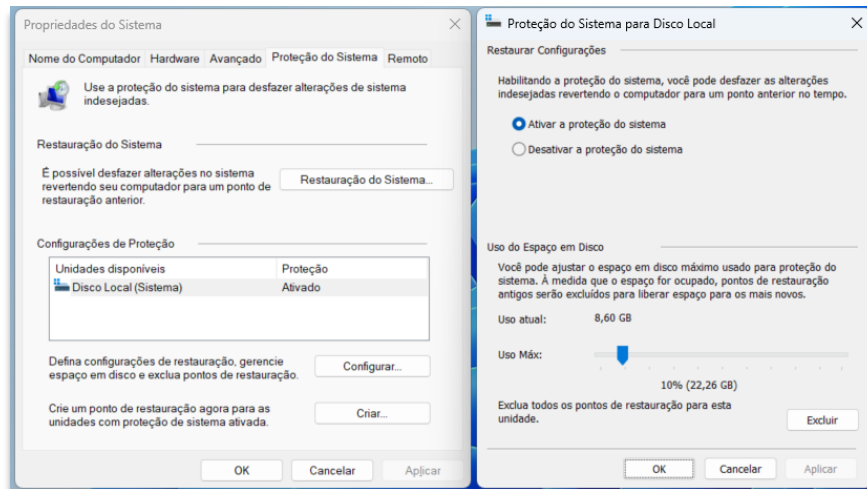 Propriedades do Sistema
Nome do Computador Hardware Avançado Proteção do Sistema Remoto
Use a proteção do sistema para desfazer alterações de sistema
indesejadas.
Restauração do Sistema
É possível desfazer alterações no sistema
revertendo seu computador para um ponto de
restauração anterior.
Restauração do Sistema...
Configurações de Proteção
Unidades disponíveis Proteção
Disco Local (Sistema) Ativado
Defina configurações de restauração, gerencie
espaço em disco e exclua pontos de restauração.
Configurar...
Crie um ponto de restauração agora para as
unidades com proteção de sistema ativada.
Criar...
OK Cancelar Aplicar
Proteção do Sistema para Disco Local
Restaurar Configurações
Habilitando a proteção do sistema, você pode desfazer as alterações
indesejadas revertendo o computador para um ponto anterior no tempo.
Ativar a proteção do sistema
Desativar a proteção do sistema
Uso do Espaço em Disco
Você pode ajustar o espaço em disco máximo usado para proteção do
sistema. À medida que o espaço for ocupado, pontos de restauração
antigos serão excluídos para liberar espaço para os mais novos.
Uso atual: 8,60 GB
Uso Máx:
10% (22,26 GB)
Exclua todos os pontos de restauração para esta
unidade.
Excluir
OK Cancelar Aplicar